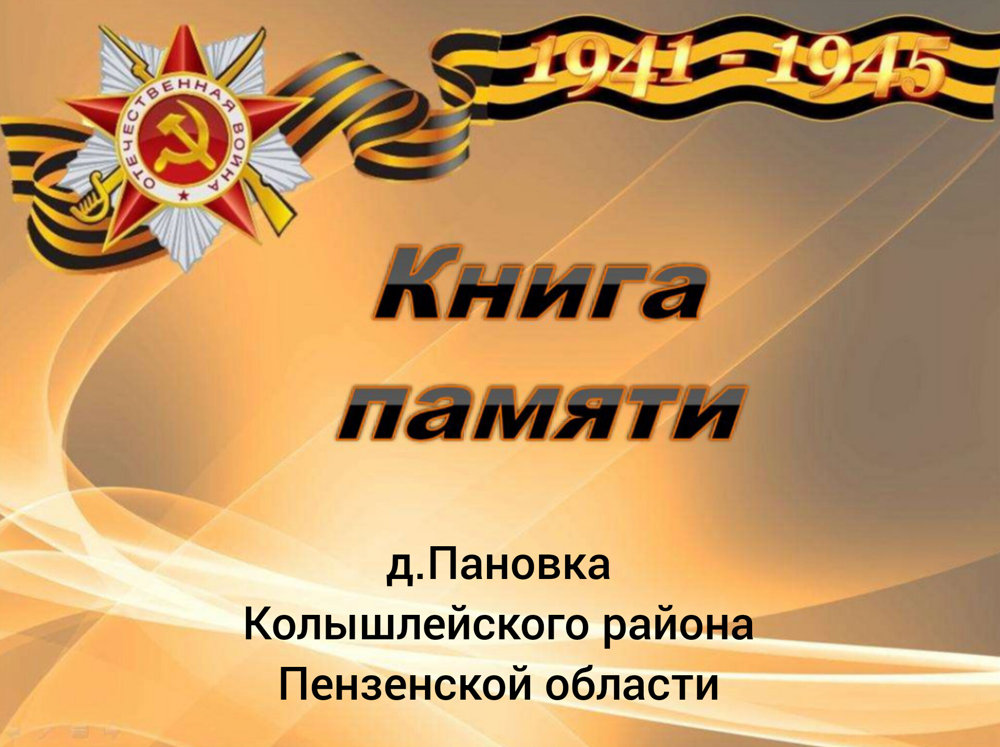 ОТЕЧЕСТВЕННАЯ ВОЙНА
1941 - 1945
Книга
памяти
д.Пановка
Колышлейского района
Пензенской области